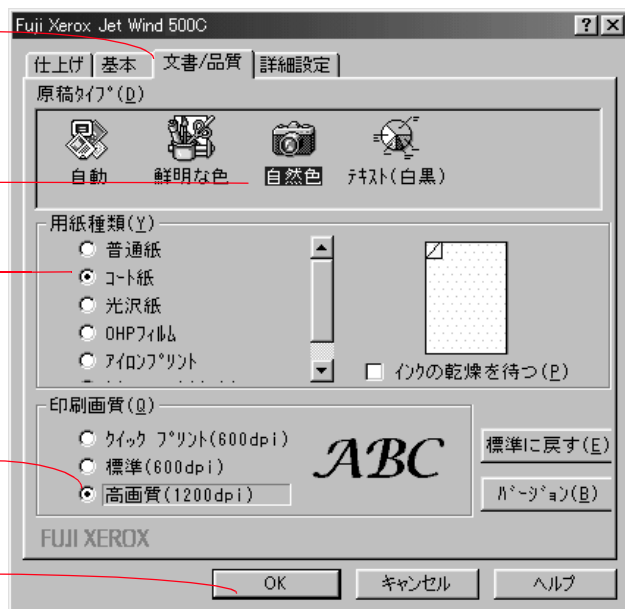 Fuji Xerox Jet Wind 500C
仕上げ 基本 文書/品質 詳細設定
原稿ﾀｲﾌﾟ(D)
自動 鮮明な色 自然色 ﾃｷｽﾄ(白黒)
用紙種類(Y)
普通紙
ｺｰﾄ紙
光沢紙
OHPﾌｨﾙﾑ
ｱｲﾛﾝﾌﾟﾘﾝﾄ
ｲﾝｸの乾燥を待つ(P)
印刷画質(Q)
ｸｲｯｸ ﾌﾟﾘﾝﾄ(600dpi)
標準(600dpi)
高画質(1200dpi)
ABC
標準に戻す(E)
ﾊﾞｰｼﾞｮﾝ(B)
FUJI XEROX
OK ｷｬﾝｾﾙ ヘルプ